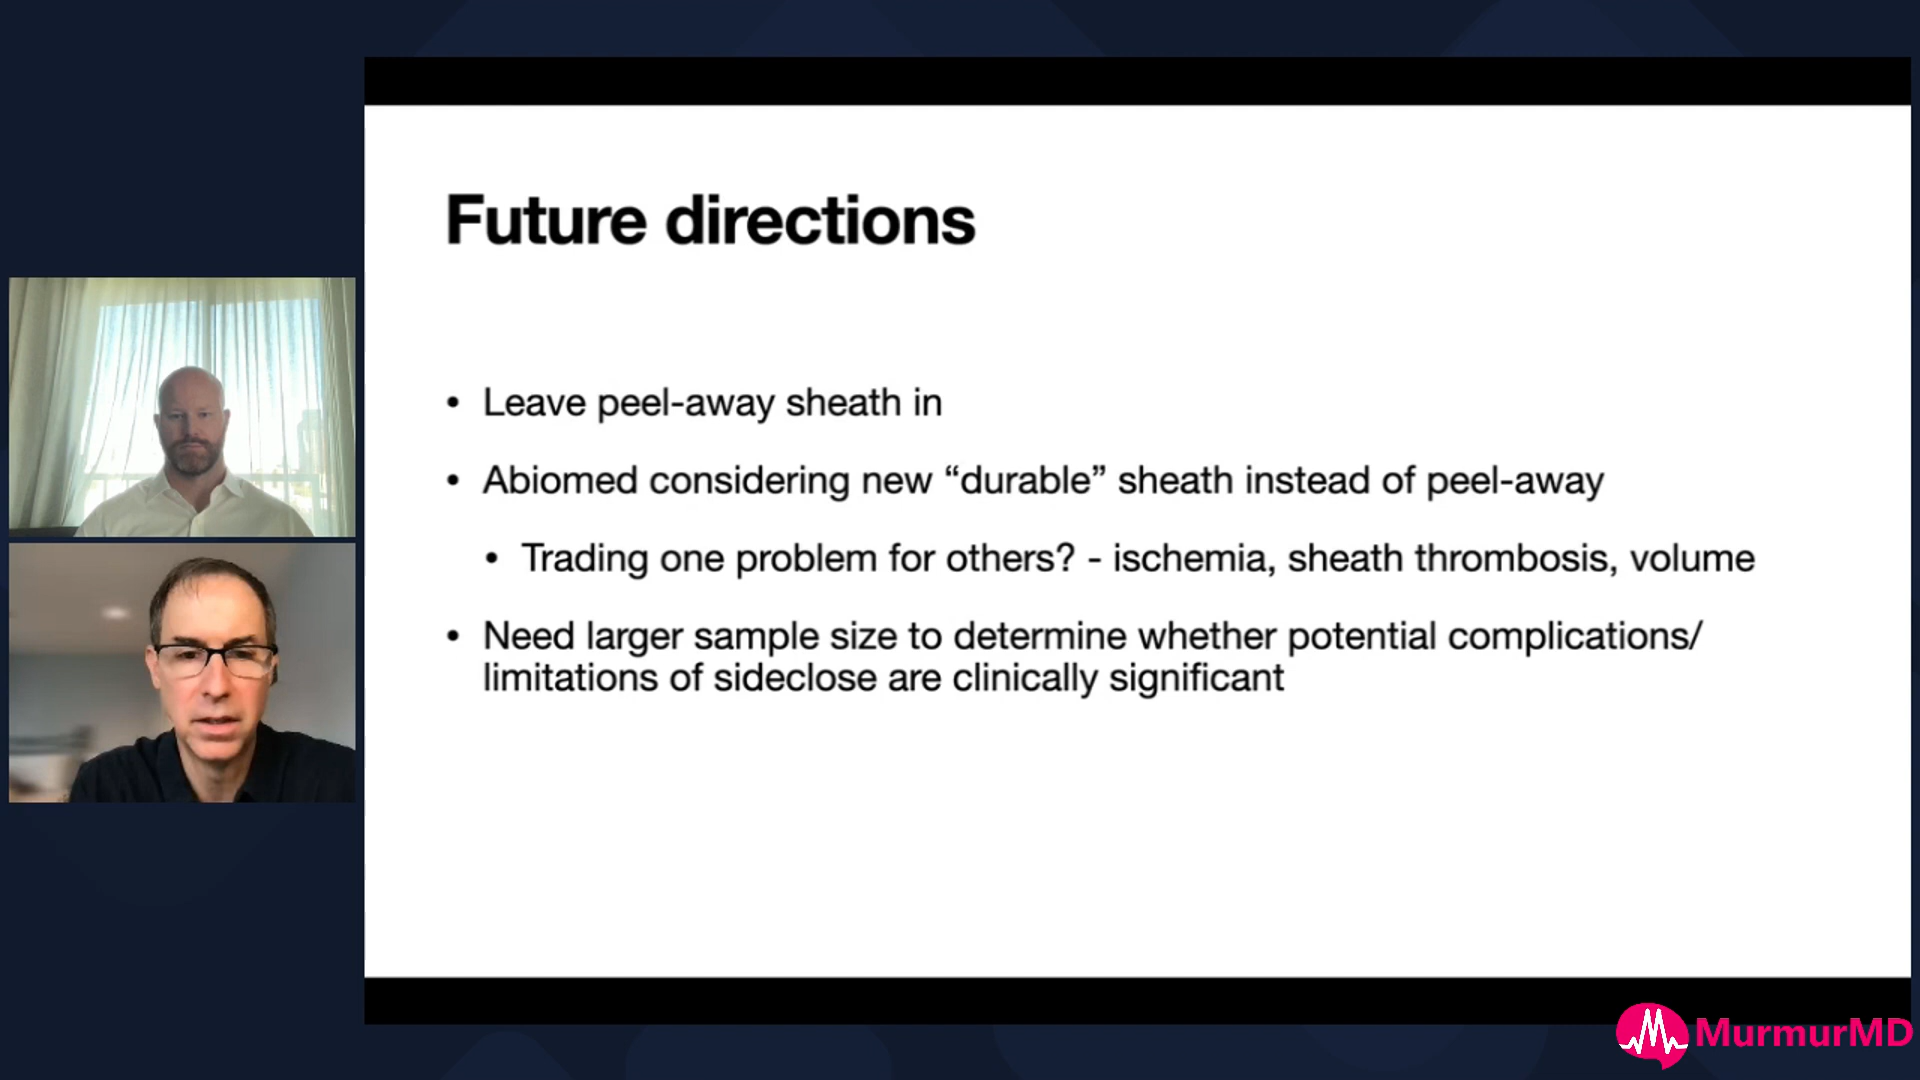 Future directions
• Leave peel-away sheath in
• Abiomed considering new “durable” sheath instead of peel-away
• Trading one problem for others? - ischemia, sheath thrombosis, volume
• Need larger sample size to determine whether potential complications/
limitations of sideclose are clinically significant
MurmurMD